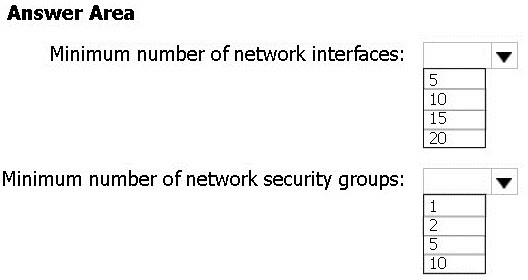 Answer Area
Minimum number of network interfaces:
5
10
15
20
Minimum number of network security groups:
1
2
5
10